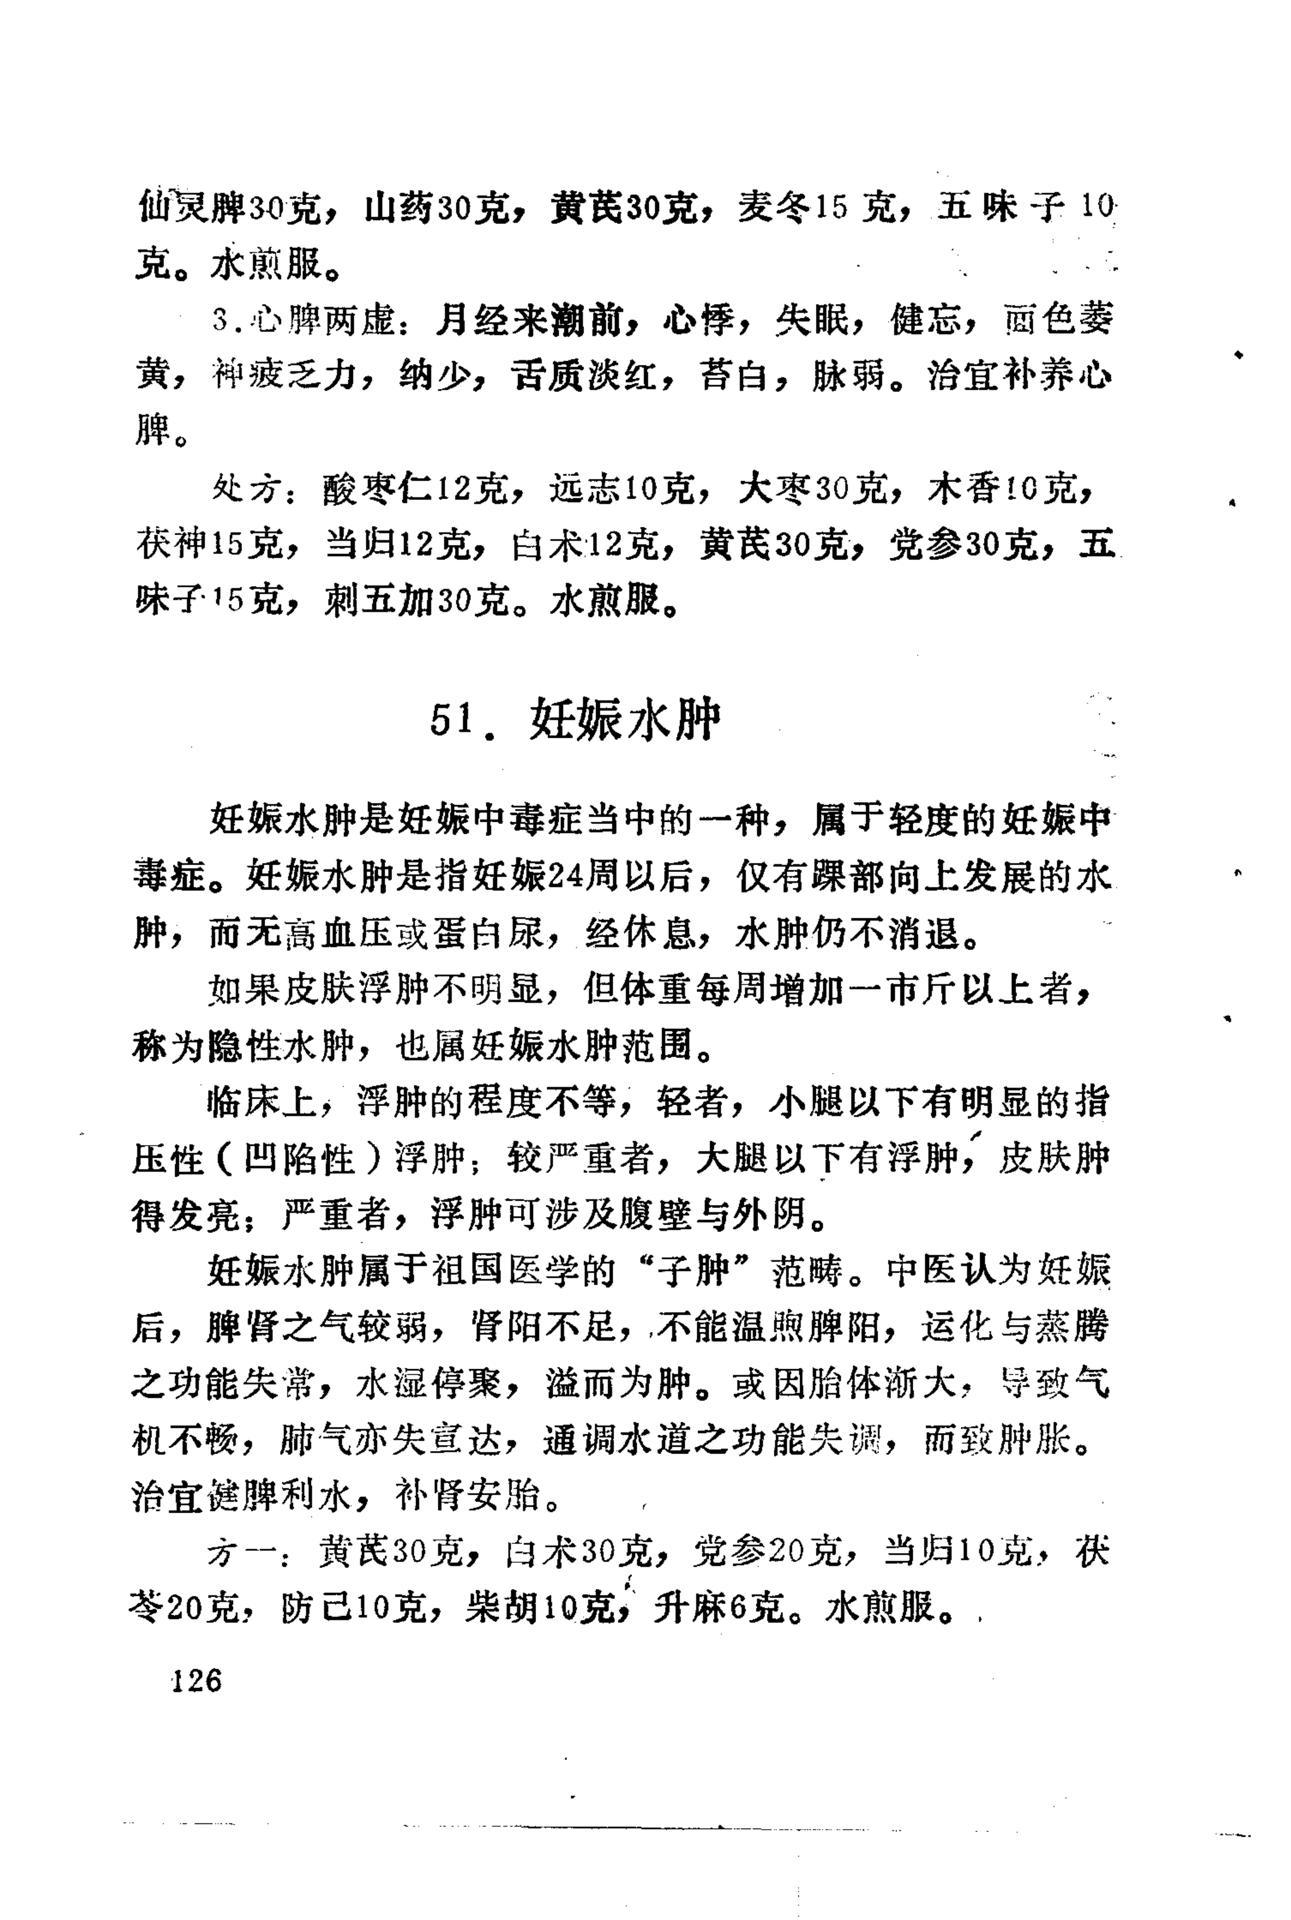 仙灵脾30克，山药30克，黄芪30克，麦冬15克，五味子10
克。水煎服。
3.心脾两虚：月经来潮前，心悸，失眠，健忘，面色萎
黄，神疲乏力，纳少，舌质淡红，苔白，脉弱。治宜补养心
脾。
处方：酸枣仁12克，远志10克，大枣30克，木香10克，
茯神15克，当归12克，白术12克，黄芪30克，党参30克，五
味子15克，刺五加30克。水煎服。
51．妊娠水肿
妊娠水肿是妊娠中毒症当中的一种，属于轻度的妊娠中
毒症。妊娠水肿是指妊娠24周以后，仅有踝部向上发展的水
肿，而无高血压或蛋白尿，经休息，水肿仍不消退。
如果皮肤浮肿不明显，但体重每周增加一市斤以上者，
称为隐性水肿，也属妊娠水肿范围。
临床上，浮肿的程度不等，轻者，小腿以下有明显的指
压性（凹陷性）浮肿；较严重者，大腿以下有浮肿，皮肤肿
得发亮；严重者，浮肿可涉及腹壁与外阴。
妊娠水肿属于祖国医学的“子肿”范畴。中医认为妊娠
后，脾肾之气较弱，肾阳不足，不能温煦脾阳，运化与蒸腾
之功能失常，水湿停聚，溢而为肿。或因胎体渐大，导致气
机不畅，肺气亦失宣达，通调水道之功能失调，而致肿胀。
治宜健脾利水，补肾安胎。
方一：黄芪30克，白术30克，党参20克，当归10克，茯
苓20克，防己10克，柴胡10克，升麻6克。水煎服。
126